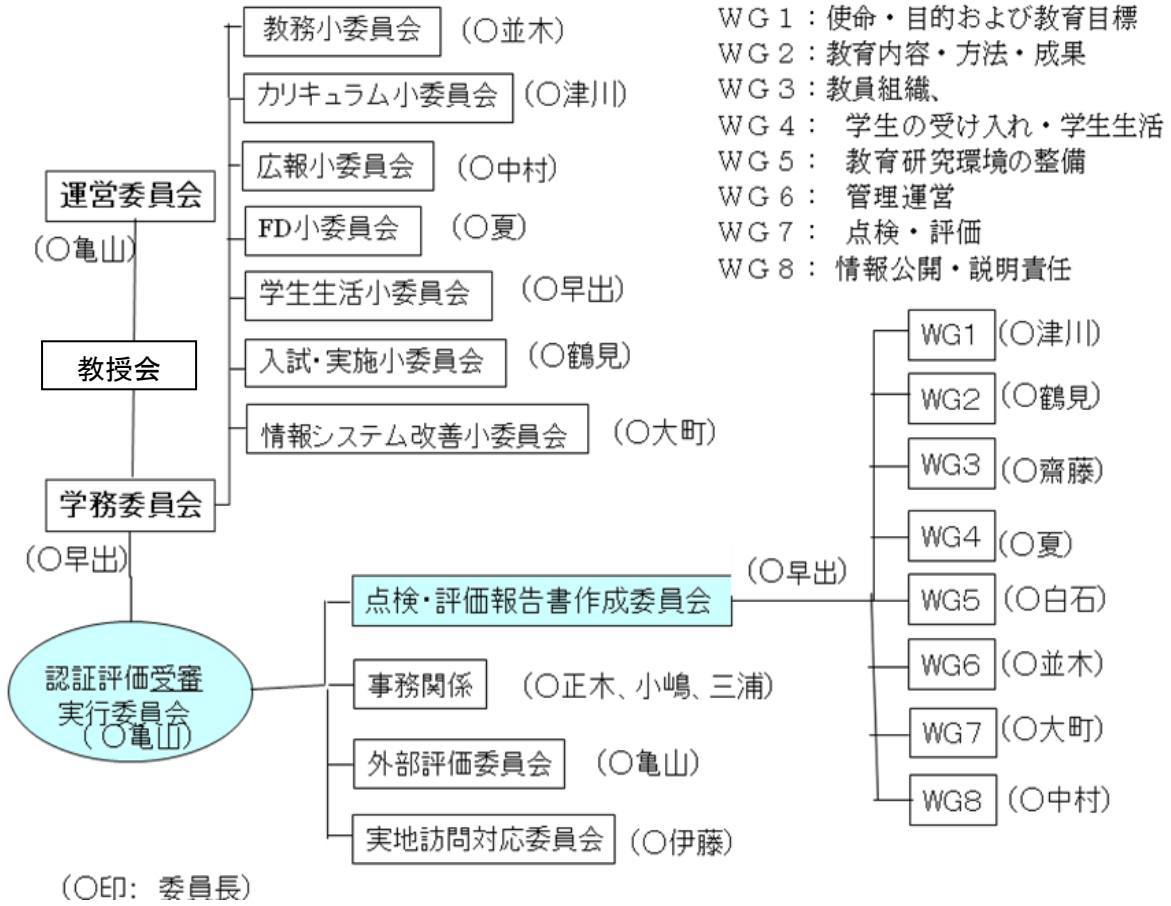 教務小委員会 (○並木)
カリキュラム小委員会 (○津川)
広報小委員会 (○中村)
FD小委員会 (○夏)
学生生活小委員会 (○早出)
入試・実施小委員会 (○鶴見)
情報システム改善小委員会 (○大町)
運営委員会
(○亀山)
教授会
学務委員会
(○早出)
WG1：使命・目的および教育目標
WG2：教育内容・方法・成果
WG3：教員組織、
WG4： 学生の受け入れ・学生生活
WG5： 教育研究環境の整備
WG6： 管理運営
WG7： 点検・評価
WG8： 情報公開・説明責任
認証評価受審
実行委員会
(○亀山)
点検・評価報告書作成委員会 (○早出)
事務関係 (○正木、小嶋、三浦)
外部評価委員会 (○亀山)
実地訪問対応委員会 (○伊藤)
WG1 (○津川)
WG2 (○鶴見)
WG3 (○齋藤)
WG4 (○夏)
WG5 (○白石)
WG6 (○並木)
WG7 (○大町)
WG8 (○中村)
(○印： 委員長)